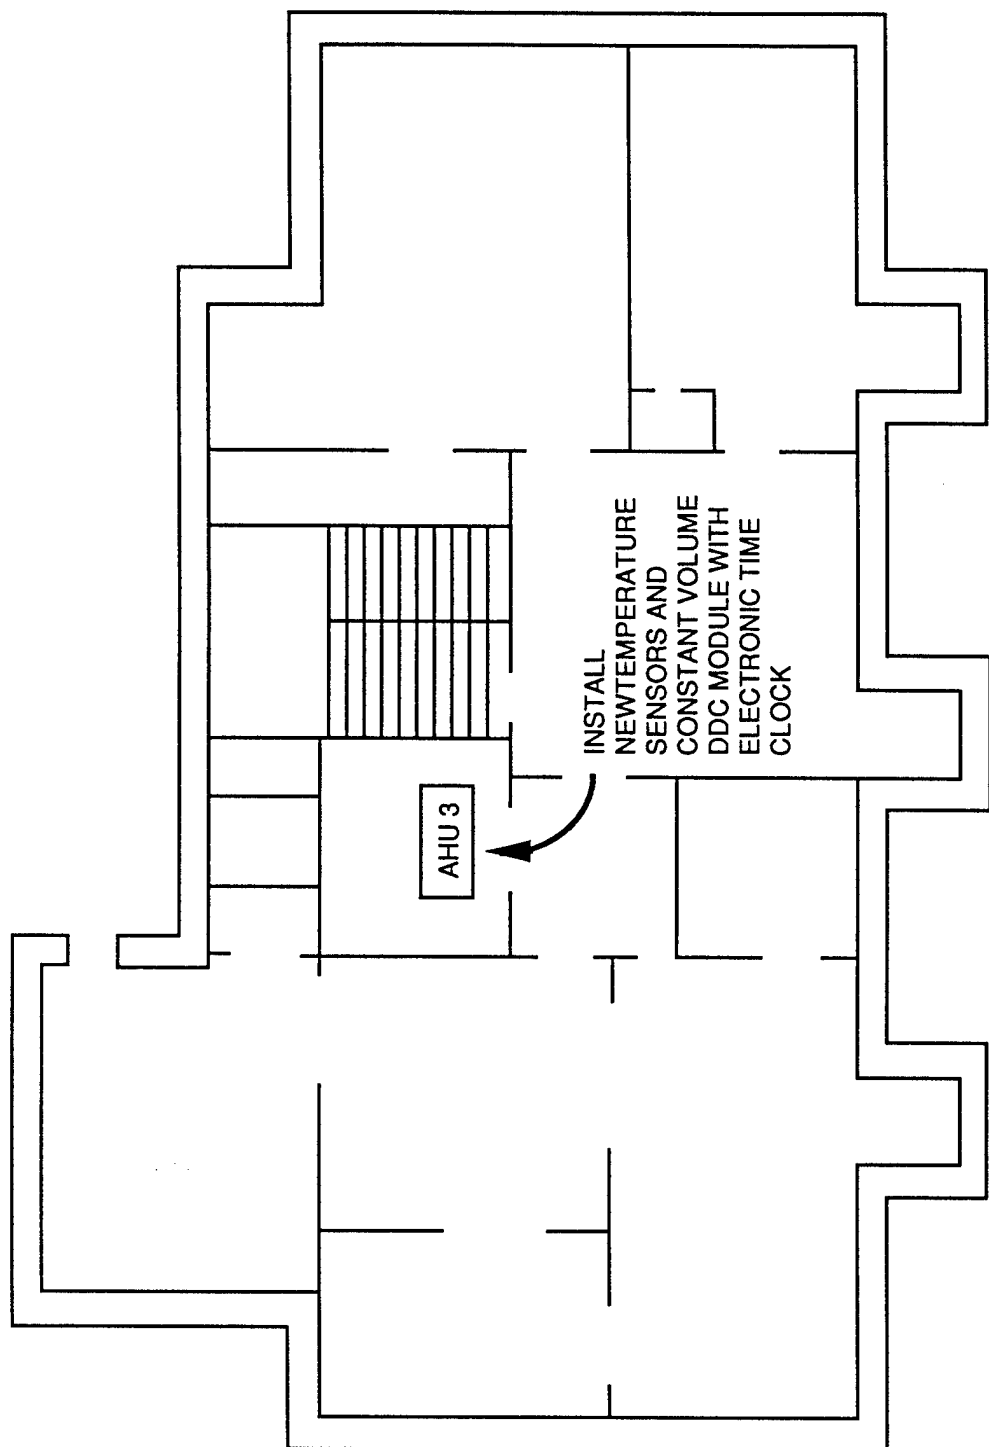 AHU 3
INSTALL
NEWTEMPERATURE
SENSORS AND
CONSTANT VOLUME
DDC MODULE WITH
ELECTRONIC TIME
CLOCK